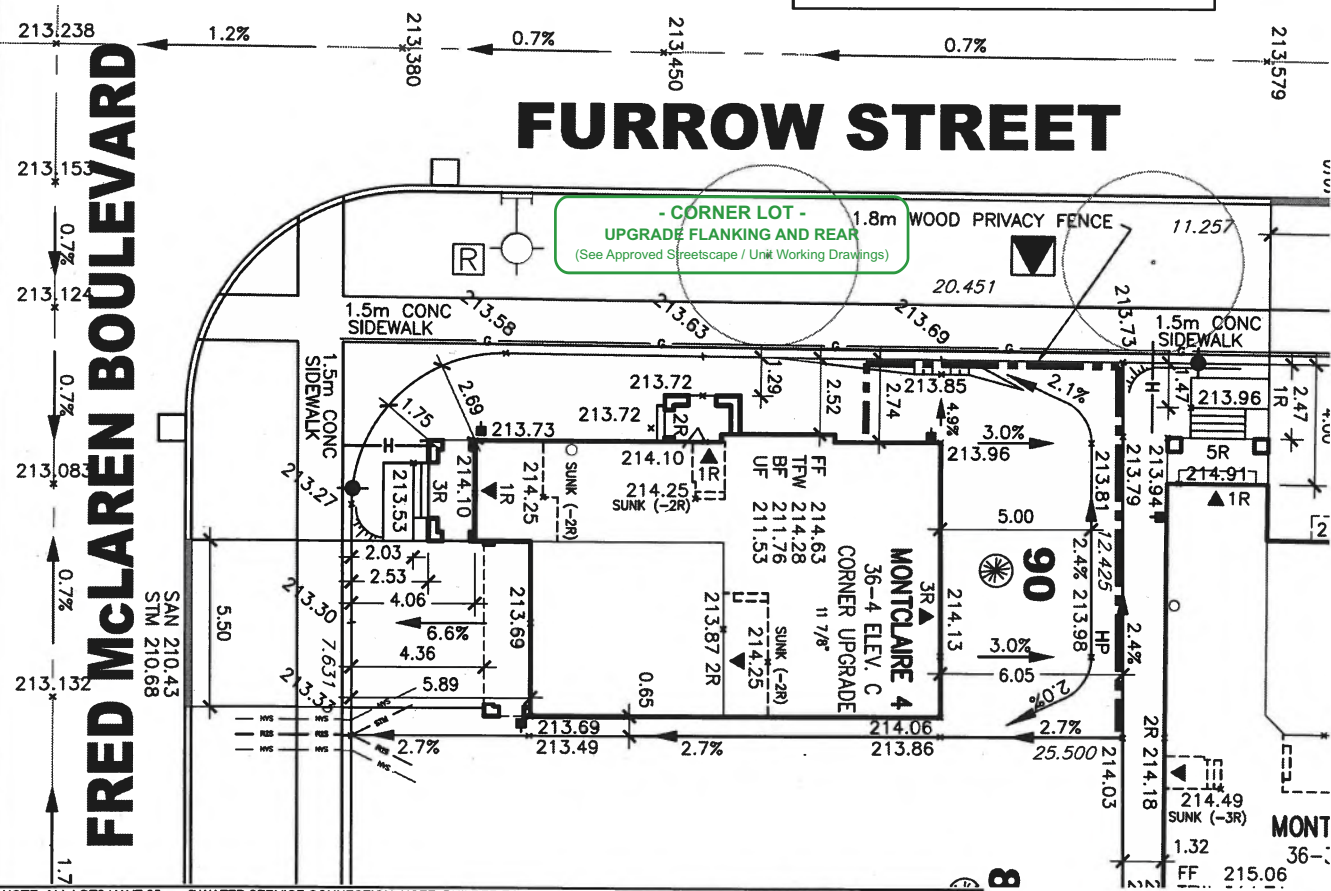 213.238
1.2%
213.380
0.7%
213.450
0.7%
213.579
FURROW STREET
FRED McLAREN BOULEVARD
213.153
0.7%
213.124
0.7%
213.083
0.7%
213.132
1.7
- CORNER LOT -
UPGRADE FLANKING AND REAR
(See Approved Streetscape / Unit Working Drawings)
1.8m WOOD PRIVACY FENCE
11.257
R
20.451
1.5m CONC
SIDEWALK
213.58
213.63
213.69
213.73
1.5m CONC
SIDEWALK
G
G
G
G
G
1.5m CONC
SIDEWALK
2.69
1.75
213.72
213.72
2R
1.29
2.52
2.74
213.85
4.9%
2.1%
H
1.47
213.96
1R
2.47
4.60
213.73
H
213.27
213.53
3R
214.10
1R
214.25
SUNK (-2R)
214.10
1R
214.25
SUNK (-2R)
FF 214.63
TFW 214.28
BF 211.76
UF 211.53
3.0%
213.96
213.81
213.79
213.94
5R
214.91
1R
2
5.00
2.03
2.53
4.06
6.6%
4.36
5.89
213.30
7.631
213.33
5.50
SAN 210.43
STM 210.68
213.69
213.87 2R
214.25
SUNK (-2R)
MONTCLAIRE 4
36-4 ELEV. C
CORNER UPGRADE
11 7/8"
3R
214.13
90
2.4%
213.98
12.425
HP
2.4%
3.0%
6.05
2.0%
0.65
213.69
214.06
2.7%
2.7%
213.49
2.7%
213.86
25.500
214.03
2R 214.18
214.49
SUNK (-3R)
MONT
36-3
1.32
FF 215.06